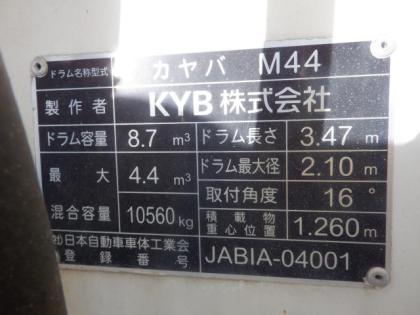 ドラム名称型式 カヤバ M44
製作者 KYB株式会社
ドラム容量 8.7 m³ ドラム長さ 3.47 m
最大 4.4 m³ ドラム最大径 2.10 m
混合容量 10560 kg 取付角度 16°
積載物重心位置 1.260 m
㈳日本自動車車体工業会
登録番号 JABIA-04001